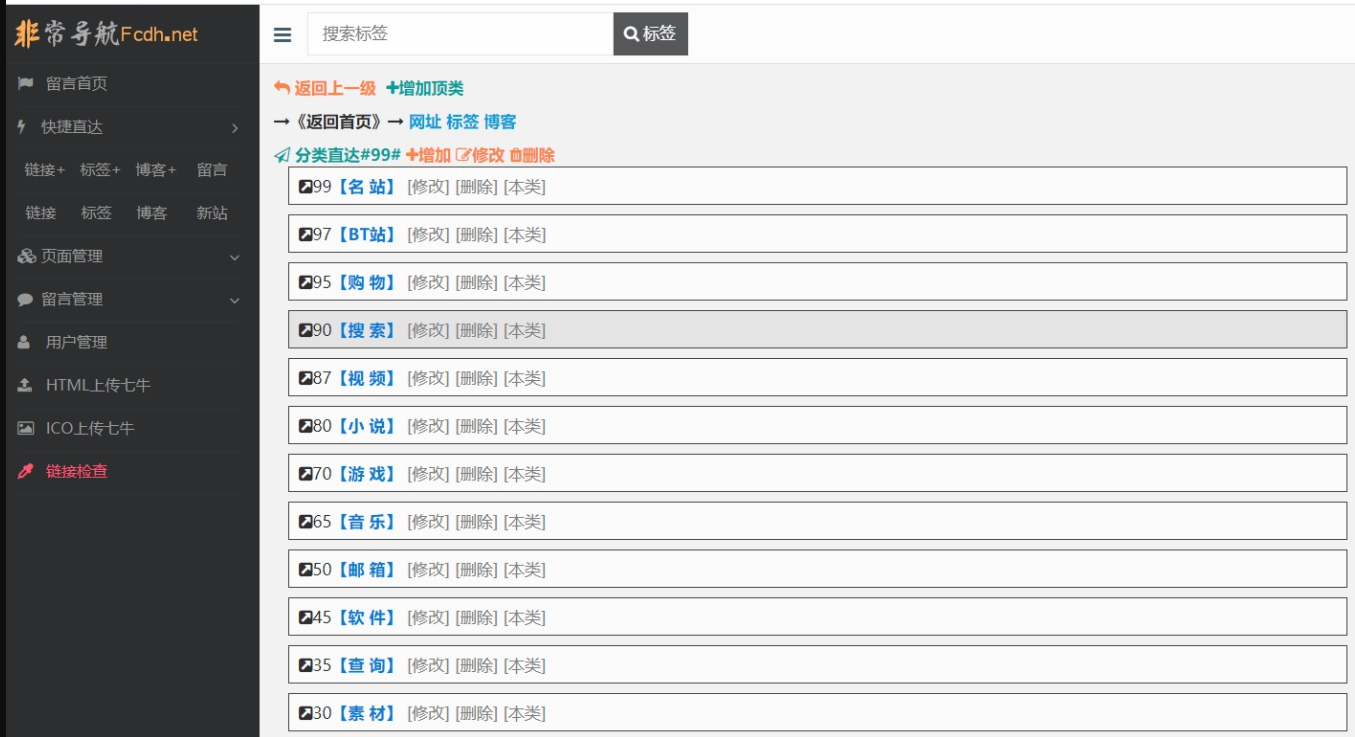 非常导航Fcdh.net
搜索标签
标签
留言首页
快捷直达
链接+ 标签+ 博客+ 留言
链接 标签 博客 新站
页面管理
留言管理
用户管理
HTML上传七牛
ICO上传七牛
链接检查
返回上一级 +增加顶类
→《返回首页》→ 网址 标签 博客
分类直达#99# +增加 修改 删除
99【名 站】 [修改] [删除] [本类]
97【BT站】 [修改] [删除] [本类]
95【购 物】 [修改] [删除] [本类]
90【搜 索】 [修改] [删除] [本类]
87【视 频】 [修改] [删除] [本类]
80【小 说】 [修改] [删除] [本类]
70【游 戏】 [修改] [删除] [本类]
65【音 乐】 [修改] [删除] [本类]
50【邮 箱】 [修改] [删除] [本类]
45【软 件】 [修改] [删除] [本类]
35【查 询】 [修改] [删除] [本类]
30【素 材】 [修改] [删除] [本类]